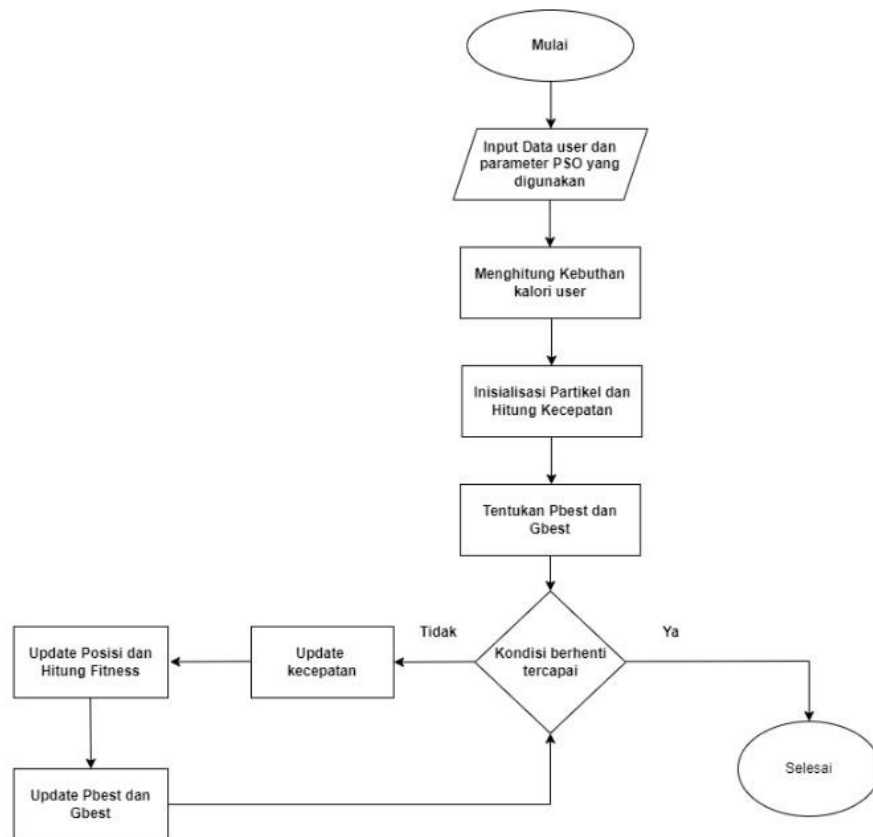 Mulai
Input Data user dan
parameter PSO yang
digunakan
Menghitung Kebuthan
kalori user
Inisialisasi Partikel dan
Hitung Kecepatan
Tentukan Pbest dan
Gbest
Kondisi berhenti
tercapai
Tidak
Ya
Update
kecepatan
Update Posisi dan
Hitung Fitness
Update Pbest dan
Gbest
Selesai